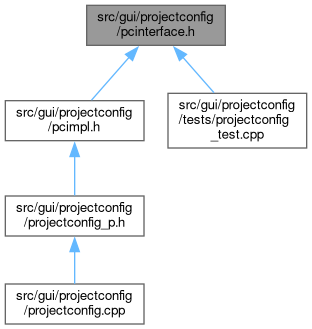 src/gui/projectconfig
/pcinterface.h
src/gui/projectconfig
/pcimpl.h
src/gui/projectconfig
/tests/projectconfig
_test.cpp
src/gui/projectconfig
/projectconfig_p.h
src/gui/projectconfig
/projectconfig.cpp